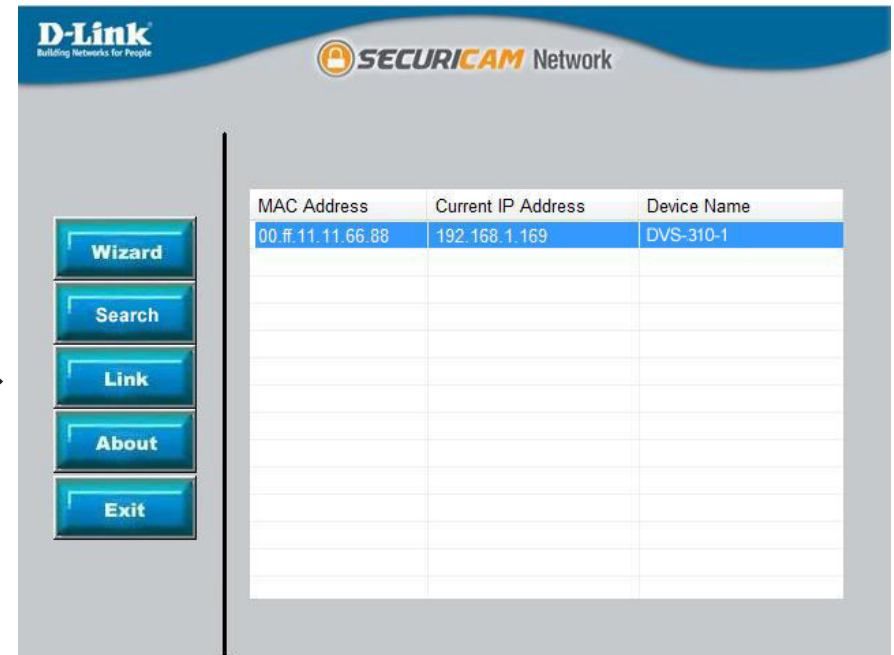 D-Link
Building Networks for People
SECURICAM Network
MAC Address Current IP Address Device Name
00.ff.11.11.66.88 192.168.1.169 DVS-310-1
Wizard
Search
Link
About
Exit